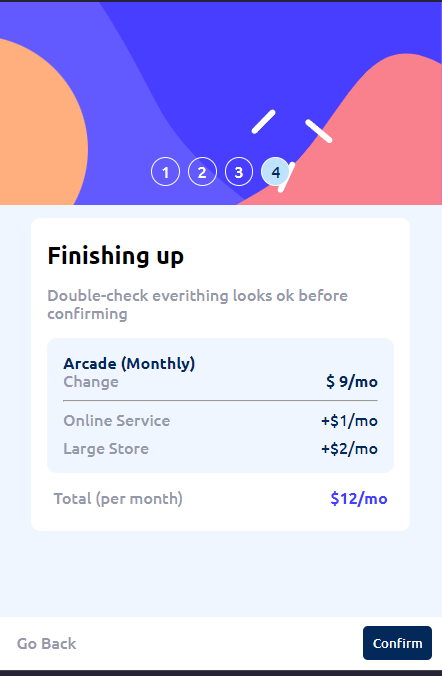 1 2 3 4
Finishing up
Double-check everithing looks ok before
confirming
Arcade (Monthly)
Change $ 9/mo
Online Service +$1/mo
Large Store +$2/mo
Total (per month) $12/mo
Go Back Confirm